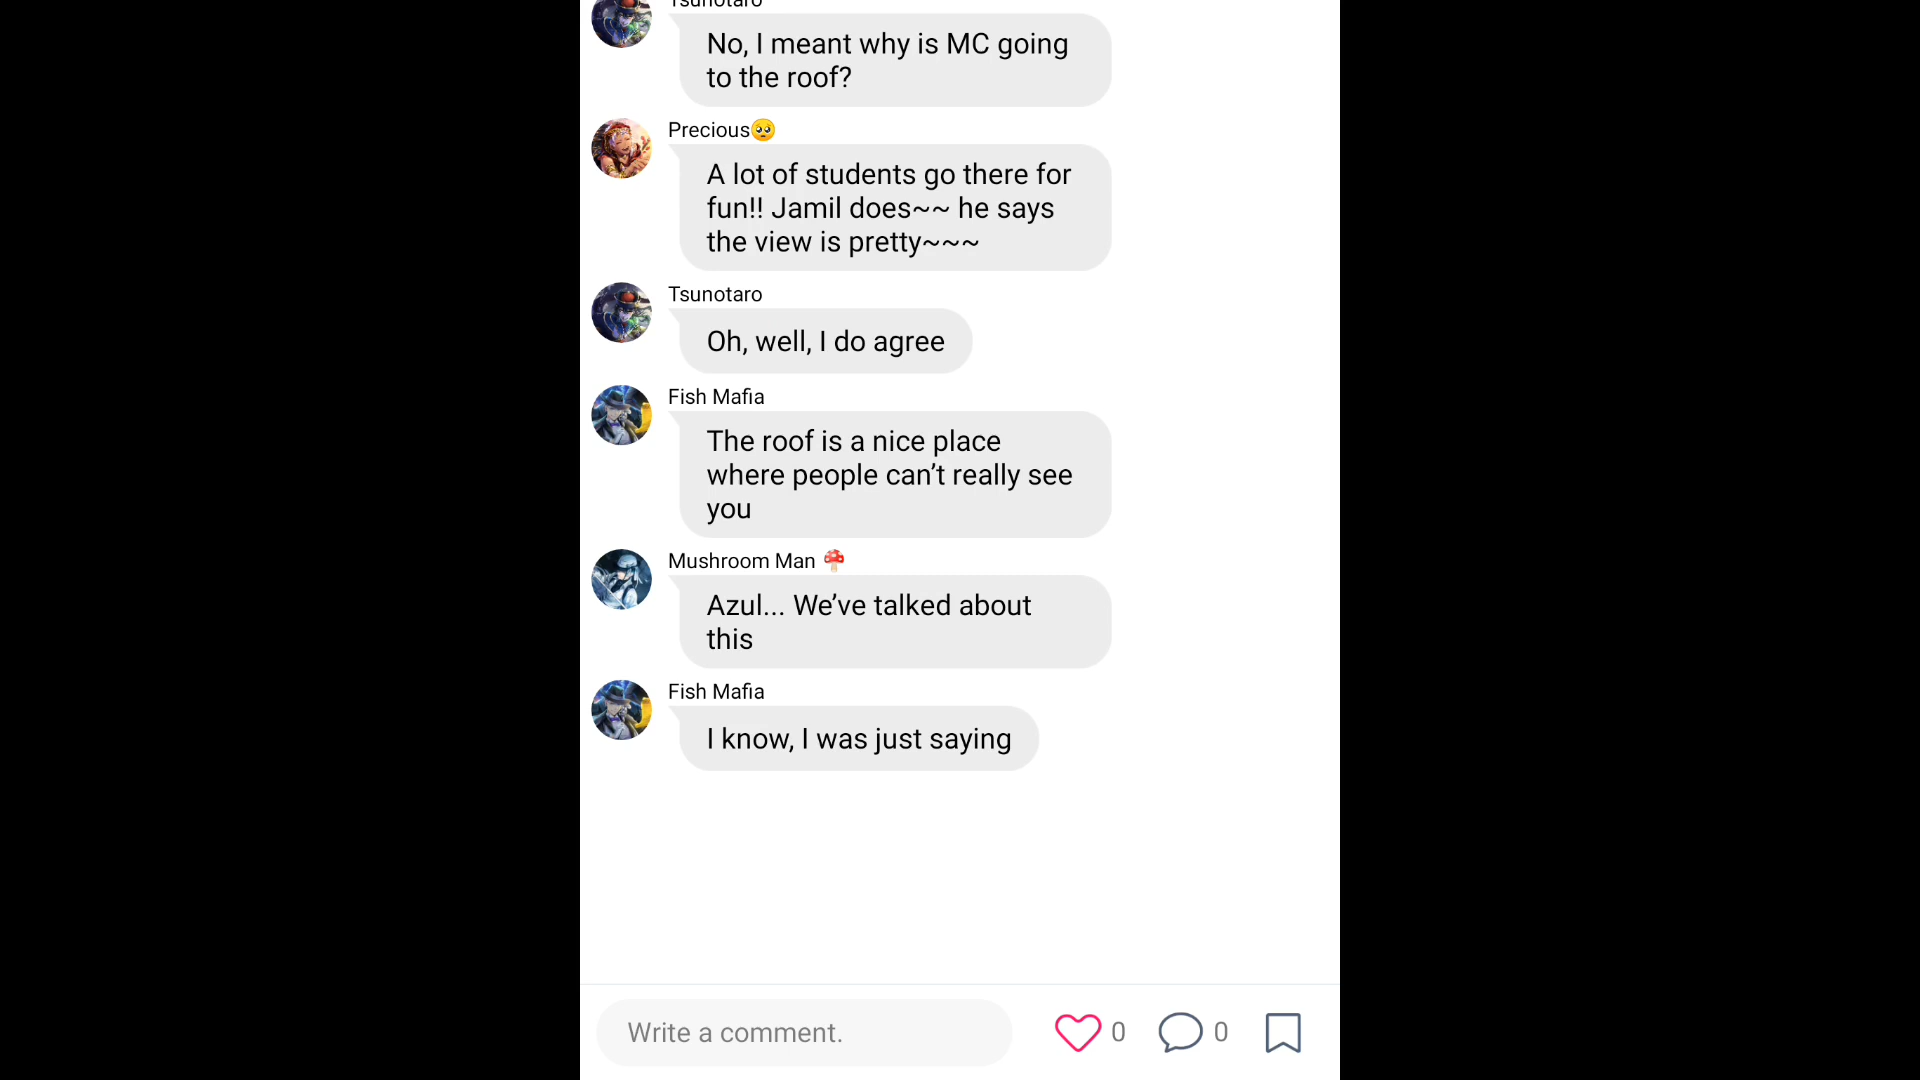 Tsunotaro
No, I meant why is MC going
to the roof?
Precious🥺
A lot of students go there for
fun!! Jamil does~~ he says
the view is pretty~~~
Tsunotaro
Oh, well, I do agree
Fish Mafia
The roof is a nice place
where people can’t really see
you
Mushroom Man 🍄
Azul... We’ve talked about
this
Fish Mafia
I know, I was just saying
Write a comment.
0
0